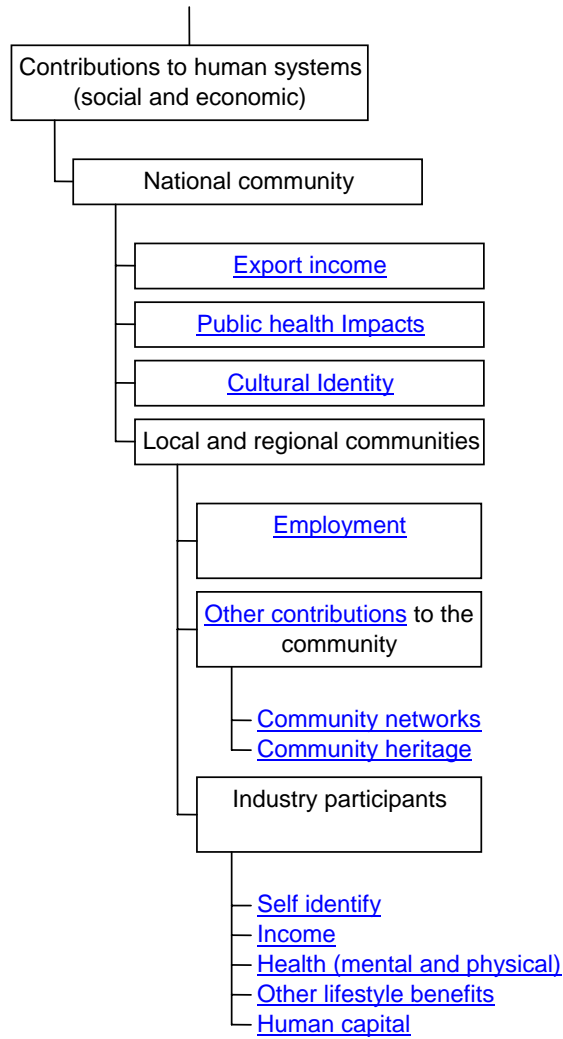 Contributions to human systems
(social and economic)
National community
Export income
Public health Impacts
Cultural Identity
Local and regional communities
Employment
Other contributions to the
community
Community networks
Community heritage
Industry participants
Self identify
Income
Health (mental and physical)
Other lifestyle benefits
Human capital